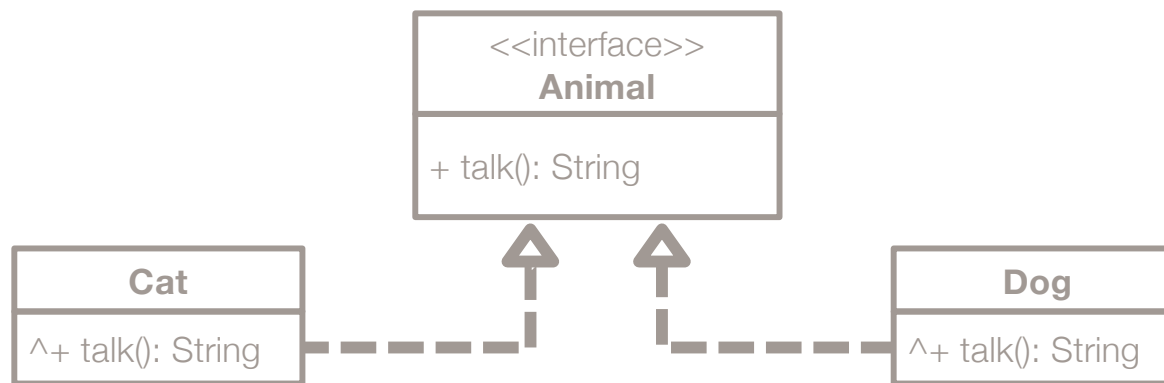 <<interface>>
Animal
+ talk(): String
Cat
^+ talk(): String
Dog
^+ talk(): String